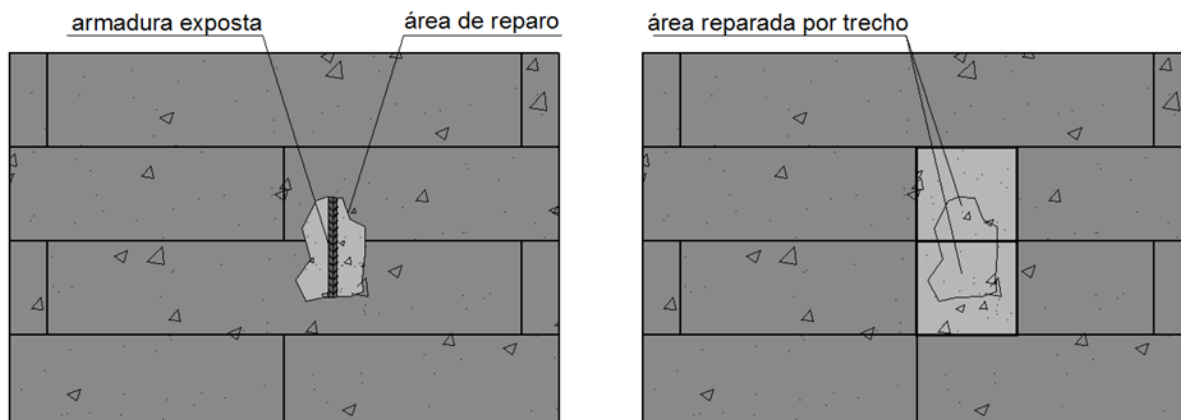 armadura exposta
área de reparo
área reparada por trecho